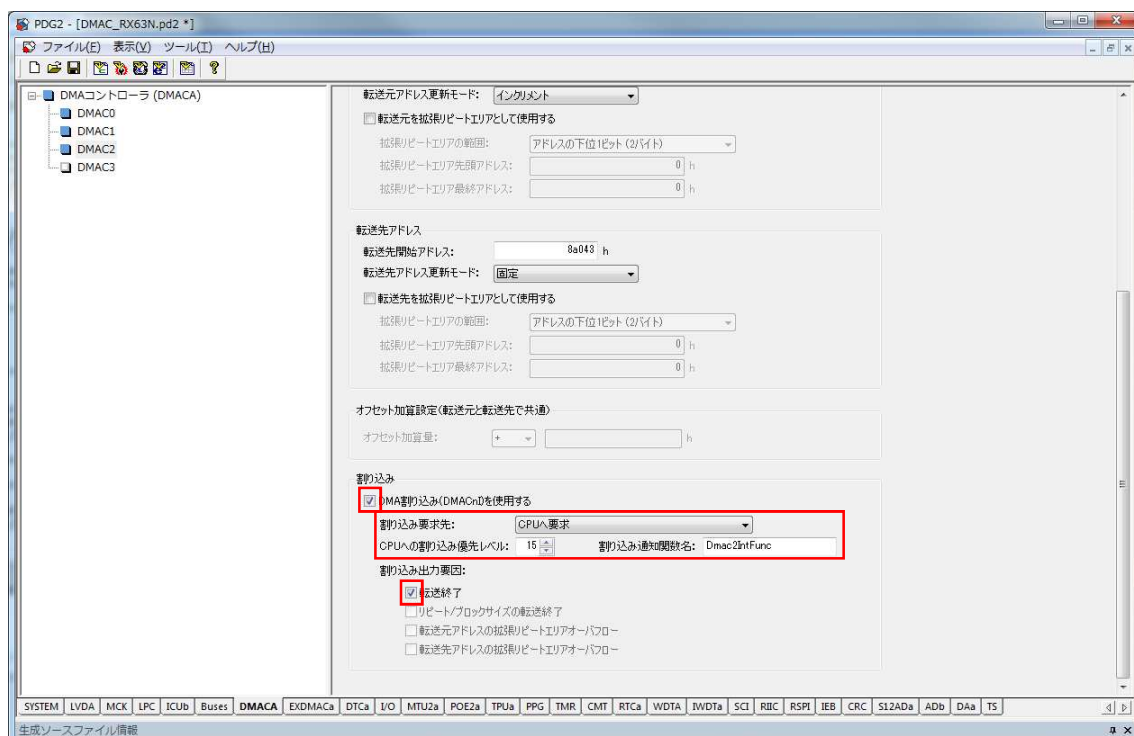 PDG2 - [DMAC_RX63N.pd2 *]
ファイル(F) 表示(V) ツール(T) ヘルプ(H)
DMAコントローラ (DMACA)
DMAC0
DMAC1
DMAC2
DMAC3
転送元アドレス更新モード: インクリメント
転送元を拡張リピートエリアとして使用する
拡張リピートエリアの範囲: アドレスの下位1ビット (2バイト)
拡張リピートエリア先頭アドレス: 0 h
拡張リピートエリア最終アドレス: 0 h
転送先アドレス
転送先開始アドレス: 8a043 h
転送先アドレス更新モード: 固定
転送先を拡張リピートエリアとして使用する
拡張リピートエリアの範囲: アドレスの下位1ビット (2バイト)
拡張リピートエリア先頭アドレス: 0 h
拡張リピートエリア最終アドレス: 0 h
オフセット加算設定(転送元と転送先で共通)
オフセット加算量: + h
割り込み
DMA割り込み(DMACnI)を使用する
割り込み要求先: CPUへ要求
CPUへの割り込み優先レベル: 15 割り込み通知関数名: Dmac2IntFunc
割り込み出力要因:
転送終了
リピート/ブロックサイズの転送終了
転送元アドレスの拡張リピートエリアオーバフロー
転送先アドレスの拡張リピートエリアオーバフロー
SYSTEM LVDA MCK LPC ICUb Buses DMACA EXDMACa DTCa I/O MTU2a POE2a TPUa PPG TMR CMT RTCa WDTA IWDTa SCI RIIC RSPI IEB CRC S12ADa ADb DAa TS
生成ソースファイル情報